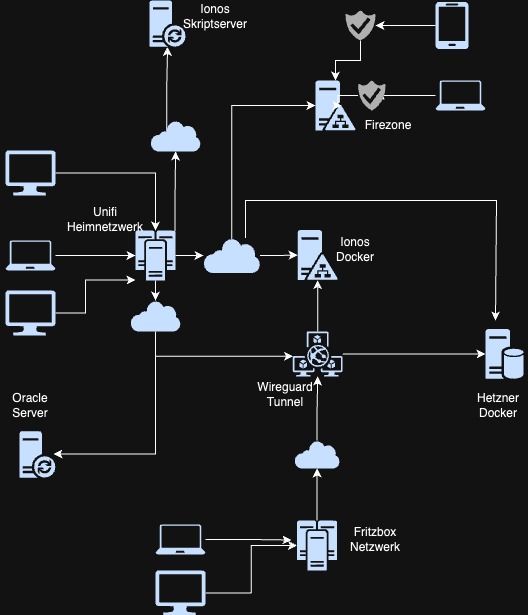 Ionos
Skriptserver
Firezone
Unifi
Heimnetzwerk
Ionos
Docker
Wireguard
Tunnel
Oracle
Server
Hetzner
Docker
Fritzbox
Netzwerk